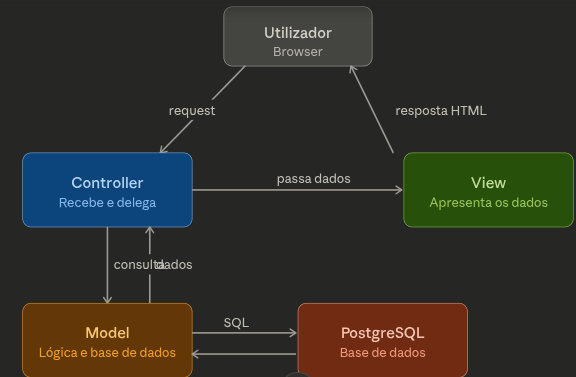 Utilizador
Browser
request
resposta HTML
Controller
Recebe e delega
passa dados
View
Apresenta os dados
consulta
dados
Model
Lógica e base de dados
SQL
PostgreSQL
Base de dados